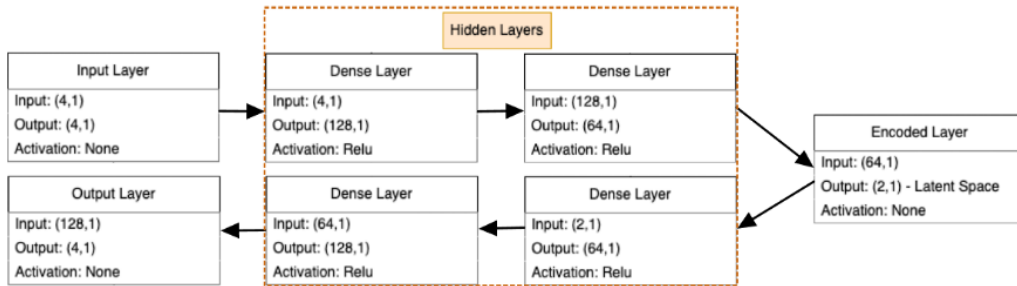 Hidden Layers
Input Layer
Input: (4,1)
Output: (4,1)
Activation: None
Dense Layer
Input: (4,1)
Output: (128,1)
Activation: Relu
Dense Layer
Input: (128,1)
Output: (64,1)
Activation: Relu
Encoded Layer
Input: (64,1)
Output: (2,1) - Latent Space
Activation: None
Dense Layer
Input: (2,1)
Output: (64,1)
Activation: Relu
Dense Layer
Input: (64,1)
Output: (128,1)
Activation: Relu
Output Layer
Input: (128,1)
Output: (4,1)
Activation: None